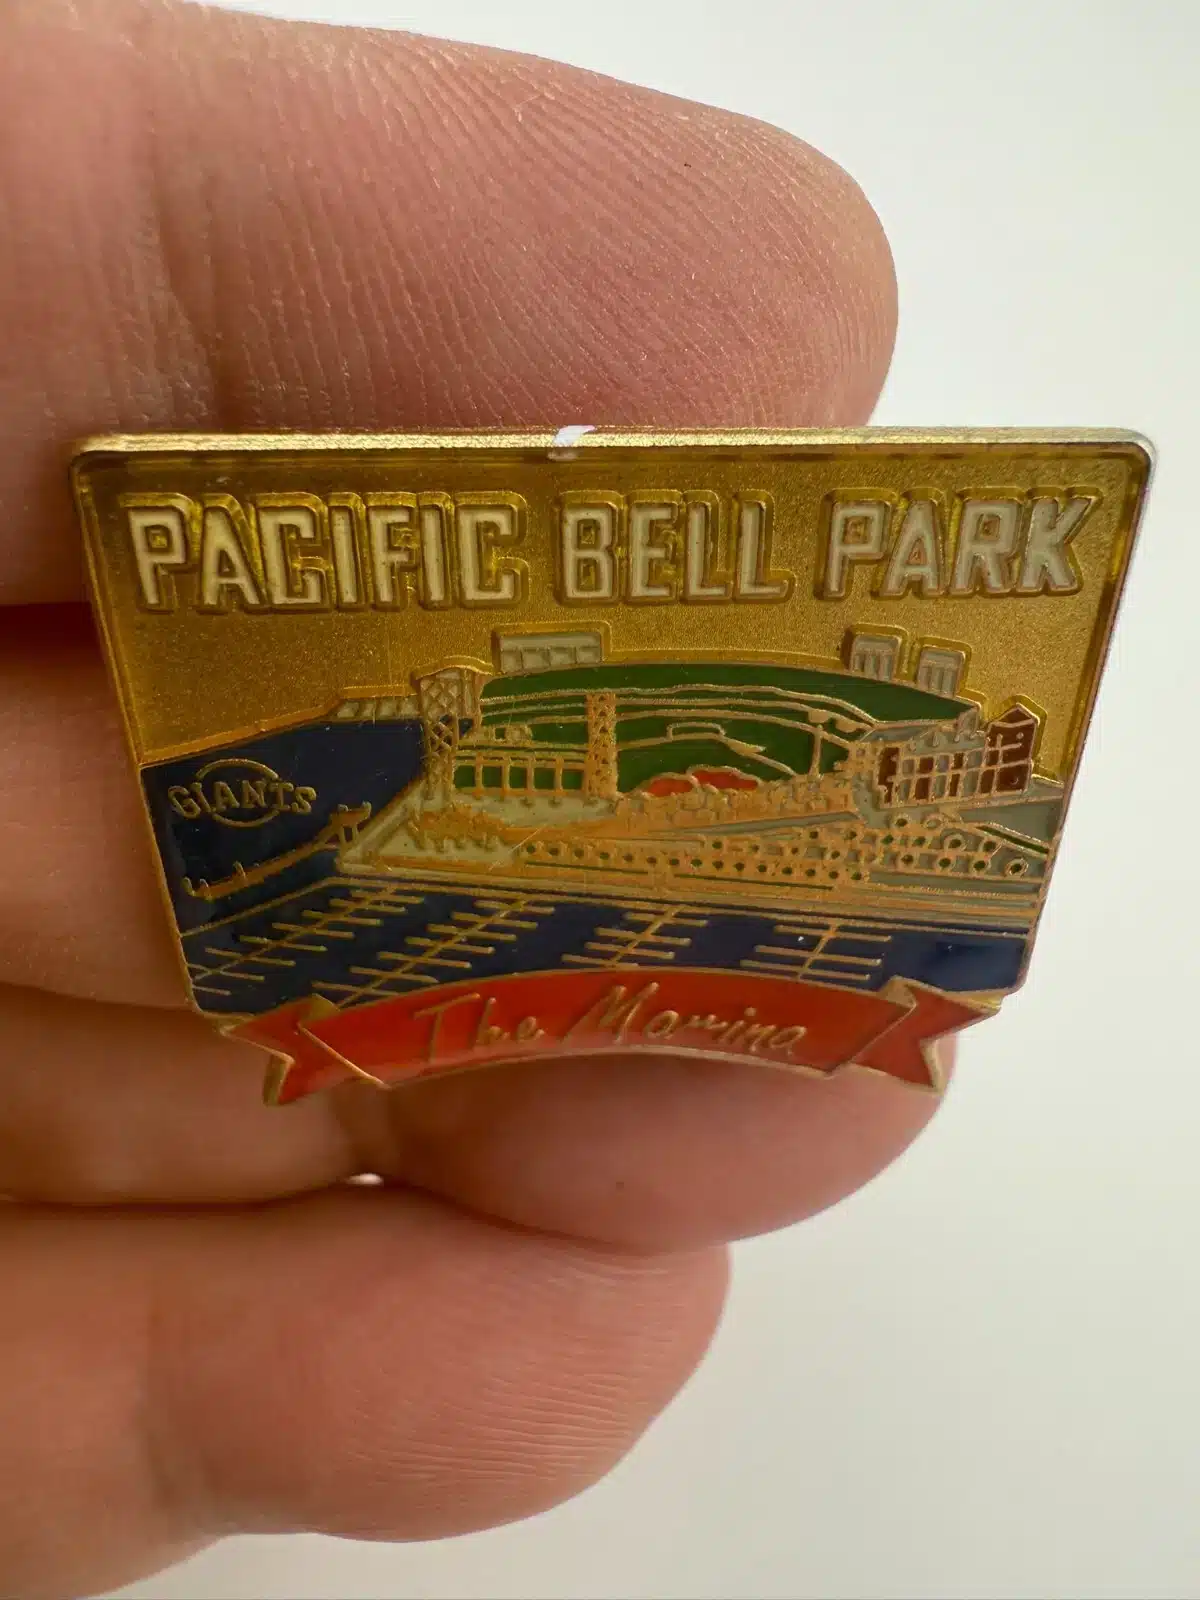 PACIFIC BELL PARK
GIANTS
The Marina